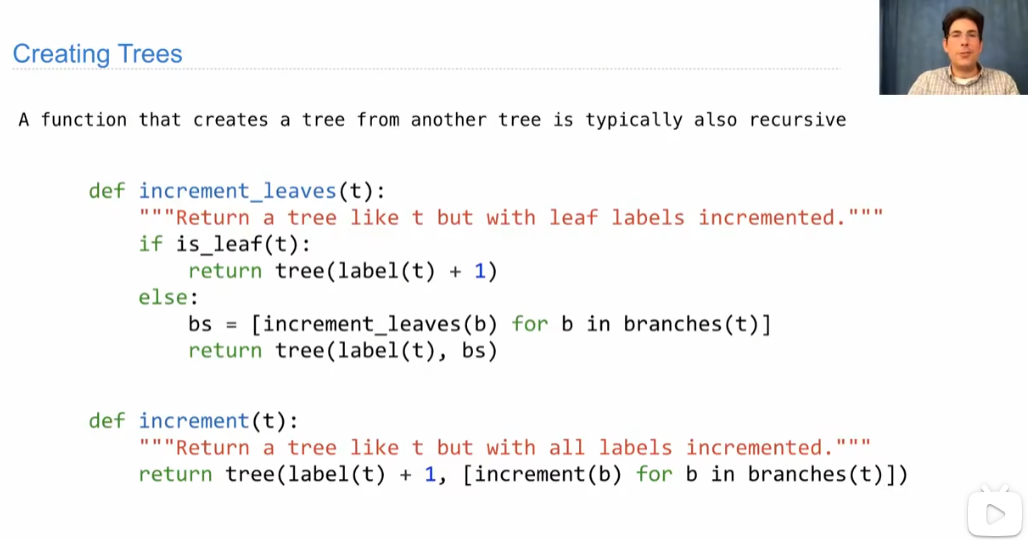 Creating Trees
A function that creates a tree from another tree is typically also recursive
def increment_leaves(t):
    """Return a tree like t but with leaf labels incremented."""
    if is_leaf(t):
        return tree(label(t) + 1)
    else:
        bs = [increment_leaves(b) for b in branches(t)]
        return tree(label(t), bs)
def increment(t):
    """Return a tree like t but with all labels incremented."""
    return tree(label(t) + 1, [increment(b) for b in branches(t)])